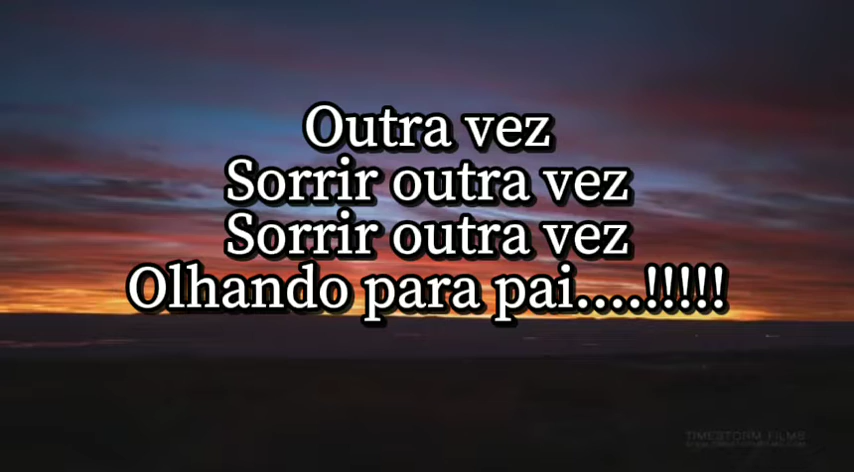 Outra vez
Sorrir outra vez
Sorrir outra vez
Olhando para pai....!!!!!
TIMESTORM FILMS